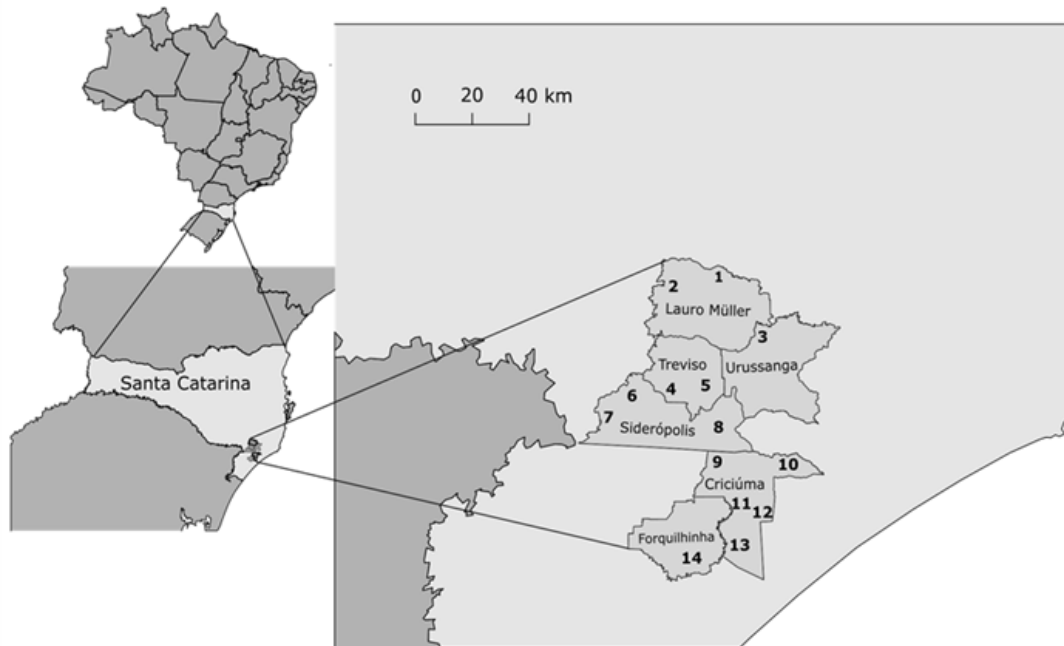 0 20 40 km
1
2
Lauro Müller
3
Treviso
Urussanga
4 5
6
7
Siderópolis
8
9
10
Criciúma
11
12
Forquilhinha
13
14
Santa Catarina